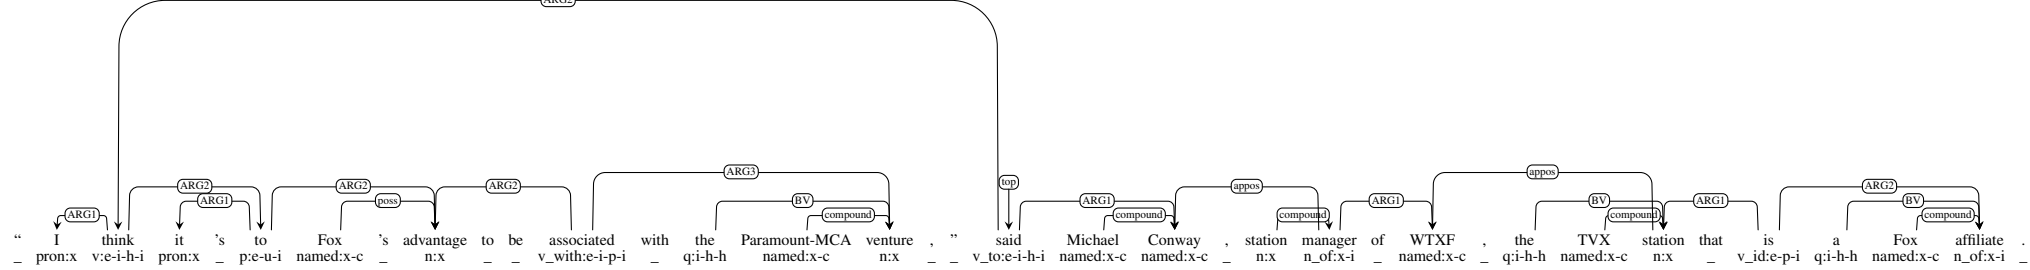 ARG2
ARG3 appos
top
ARG2 ARG2 ARG2 appos ARG2
ARG1 poss BV ARG1 ARG1 BV ARG1 BV
ARG1 compound compound compound compound compound
“ I think it ’s to Fox ’s advantage to be associated with the Paramount-MCA venture , ” said Michael Conway , station manager of WTXF , the TVX station that is a Fox affiliate .
_ pron:x v:e-i-h-i pron:x _ p:e-u-i named:x-c _ n:x _ _ v_with:e-i-p-i _ q:i-h-h named:x-c n:x _ _ v_to:e-i-h-i named:x-c named:x-c _ n:x n_of:x-i _ named:x-c _ q:i-h-h named:x-c n:x _ v_id:e-p-i q:i-h-h named:x-c n_of:x-i _